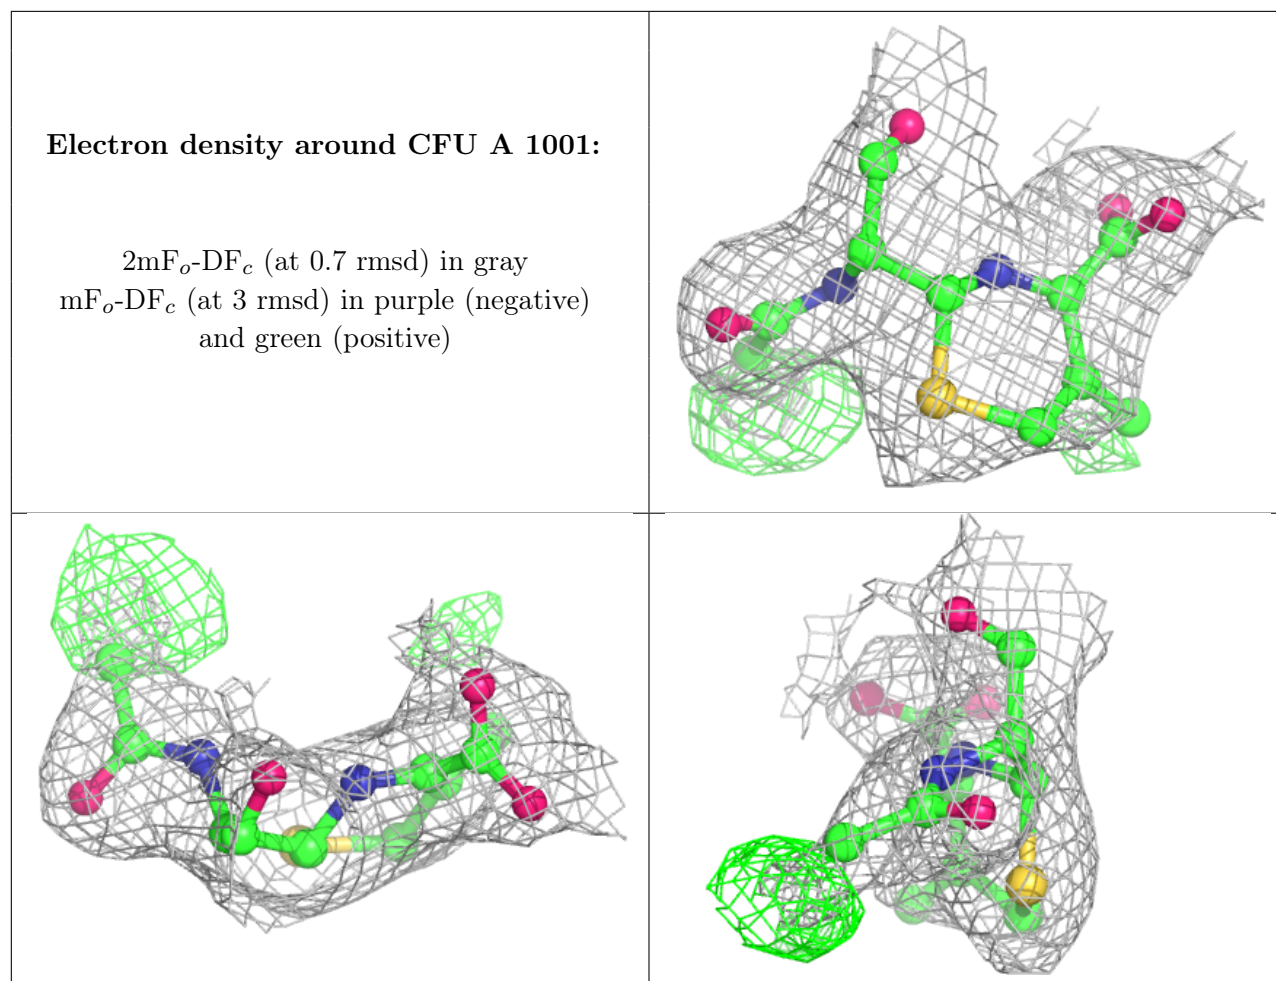 Electron density around CFU A 1001:
2mFo-DFc (at 0.7 rmsd) in gray
mFo-DFc (at 3 rmsd) in purple (negative)
and green (positive)